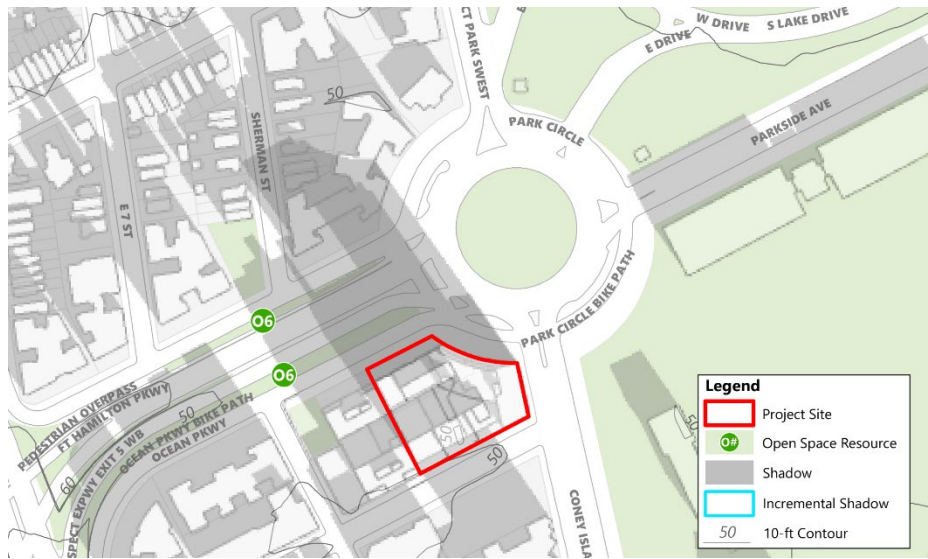 W DRIVE
S LAKE DRIVE
E DRIVE
PECT PARK SWEST
PARK CIRCLE
PARKSIDE AVE
50
SHERMAN ST
E 7 ST
PARK CIRCLE BIKE PATH
O6
O6
PEDESTRIAN OVERPASS
FT HAMILTON PKWY
SPECT EXPWY EXIT 5 WB
OCEAN PKWY BIKE PATH
OCEAN PKWY
50
60
50
50
CONEY ISLA
50
Legend
Project Site
O# Open Space Resource
Shadow
Incremental Shadow
50 10-ft Contour